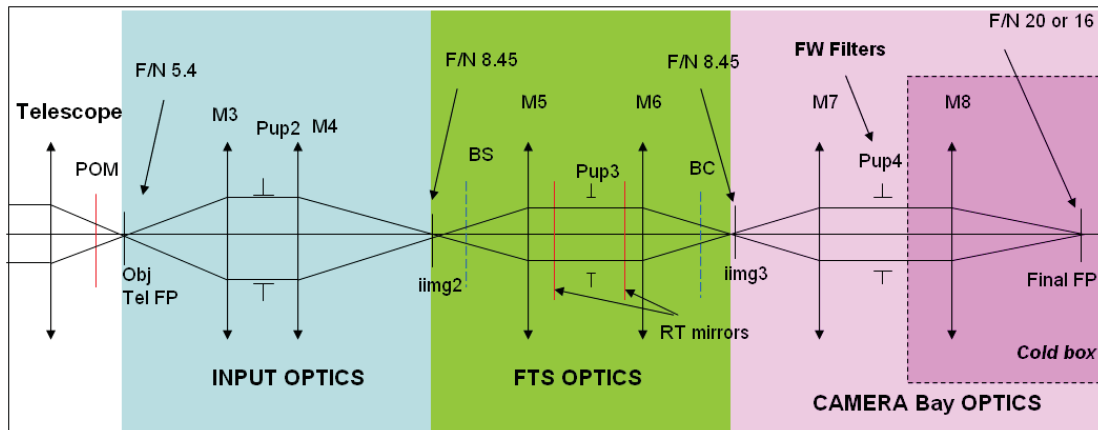 F/N 20 or 16
FW Filters
F/N 8.45
F/N 8.45
F/N 5.4
Telescope
M3
Pup2
M4
M5
M6
M7
M8
POM
BS
Pup3
BC
Pup4
Obj
Tel FP
iimg2
iimg3
Final FP
RT mirrors
Cold box
INPUT OPTICS
FTS OPTICS
CAMERA Bay OPTICS